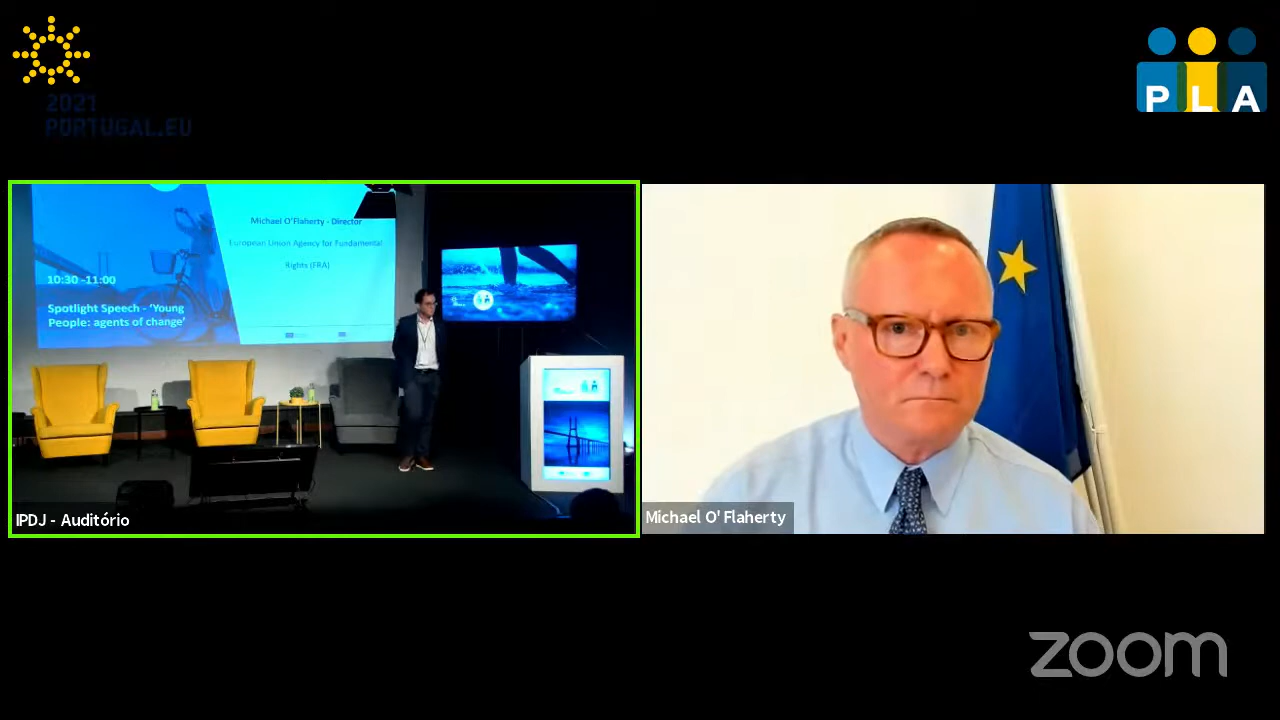 2021
PORTUGAL.EU
P L A
Michael O'Flaherty - Director
European Union Agency for Fundamental
Rights (FRA)
10:30 -11:00
Spotlight Speech - 'Young
People: agents of change'
IPDJ - Auditório
Michael O' Flaherty
zoom